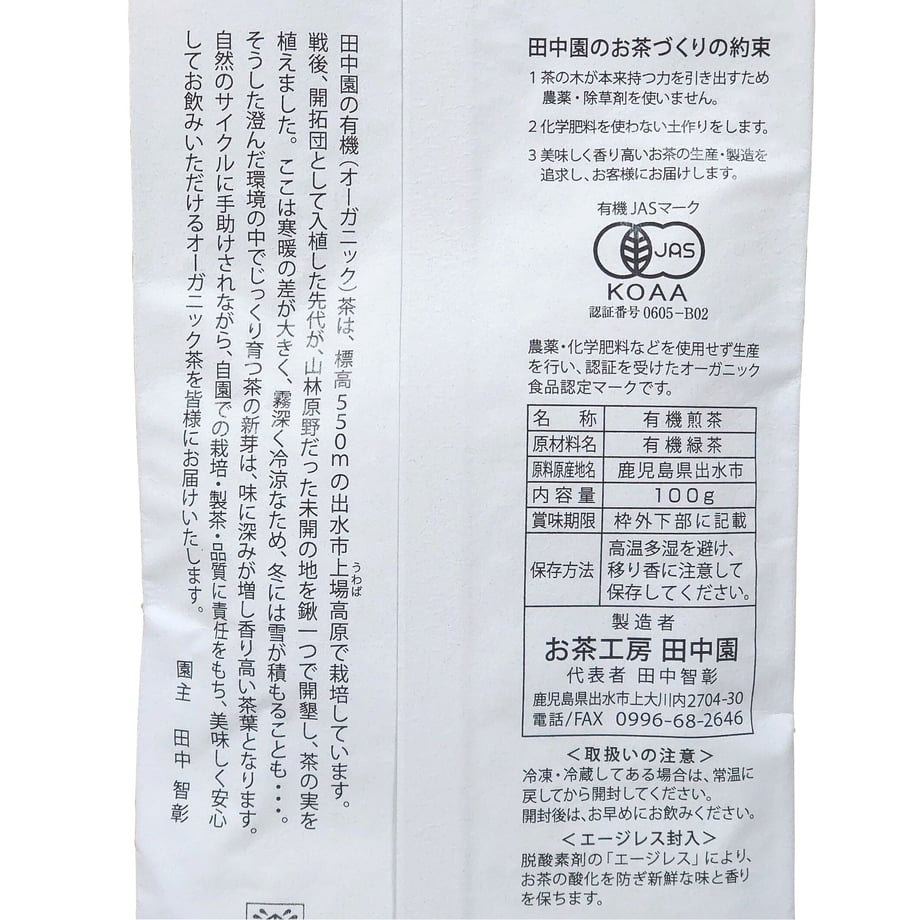 田中園のお茶づくりの約束
1 茶の木が本来持つ力を引き出すため
農薬・除草剤を使いません。
2 化学肥料を使わない土作りをします。
3 美味しく香り高いお茶の生産・製造を
追求し、お客様にお届けします。
有機JASマーク
JAS
KOAA
認証番号 0605-B02
農薬・化学肥料などを使用せず生産
を行い、認証を受けたオーガニック
食品認定マークです。
名 称 有機煎茶
原材料名 有機緑茶
原料原産地名 鹿児島県出水市
内容量 100g
賞味期限 枠外下部に記載
保存方法 高温多湿を避け、
移り香に注意して
保存してください。
製造者
お茶工房 田中園
代表者 田中智彰
鹿児島県出水市上大川内2704-30
電話/FAX 0996-68-2646
<取扱いの注意>
冷凍・冷蔵してある場合は、常温に
戻してから開封してください。
開封後は、お早めにお飲みください。
<エージレス封入>
脱酸素剤の「エージレス」により、
お茶の酸化を防ぎ新鮮な味と香り
を保ちます。
田中園の有機(オーガニック)茶は、標高550mの出水市上場高原で栽培しています。
うわば
戦後、開拓団として入植した先代が、山林原野だった未開の地を鍬一つで開墾し、茶の実を
植えました。ここは寒暖の差が大きく、霧深く冷涼なため、冬には雪が積もることも・・・。
そうした澄んだ環境の中でじっくり育つ茶の新芽は、味に深みが増し香り高い茶葉となります。
自然のサイクルに手助けされながら、自園での栽培・製茶・品質に責任をもち、美味しく安心
してお飲みいただけるオーガニック茶を皆様にお届けいたします。
園主 田中 智彰